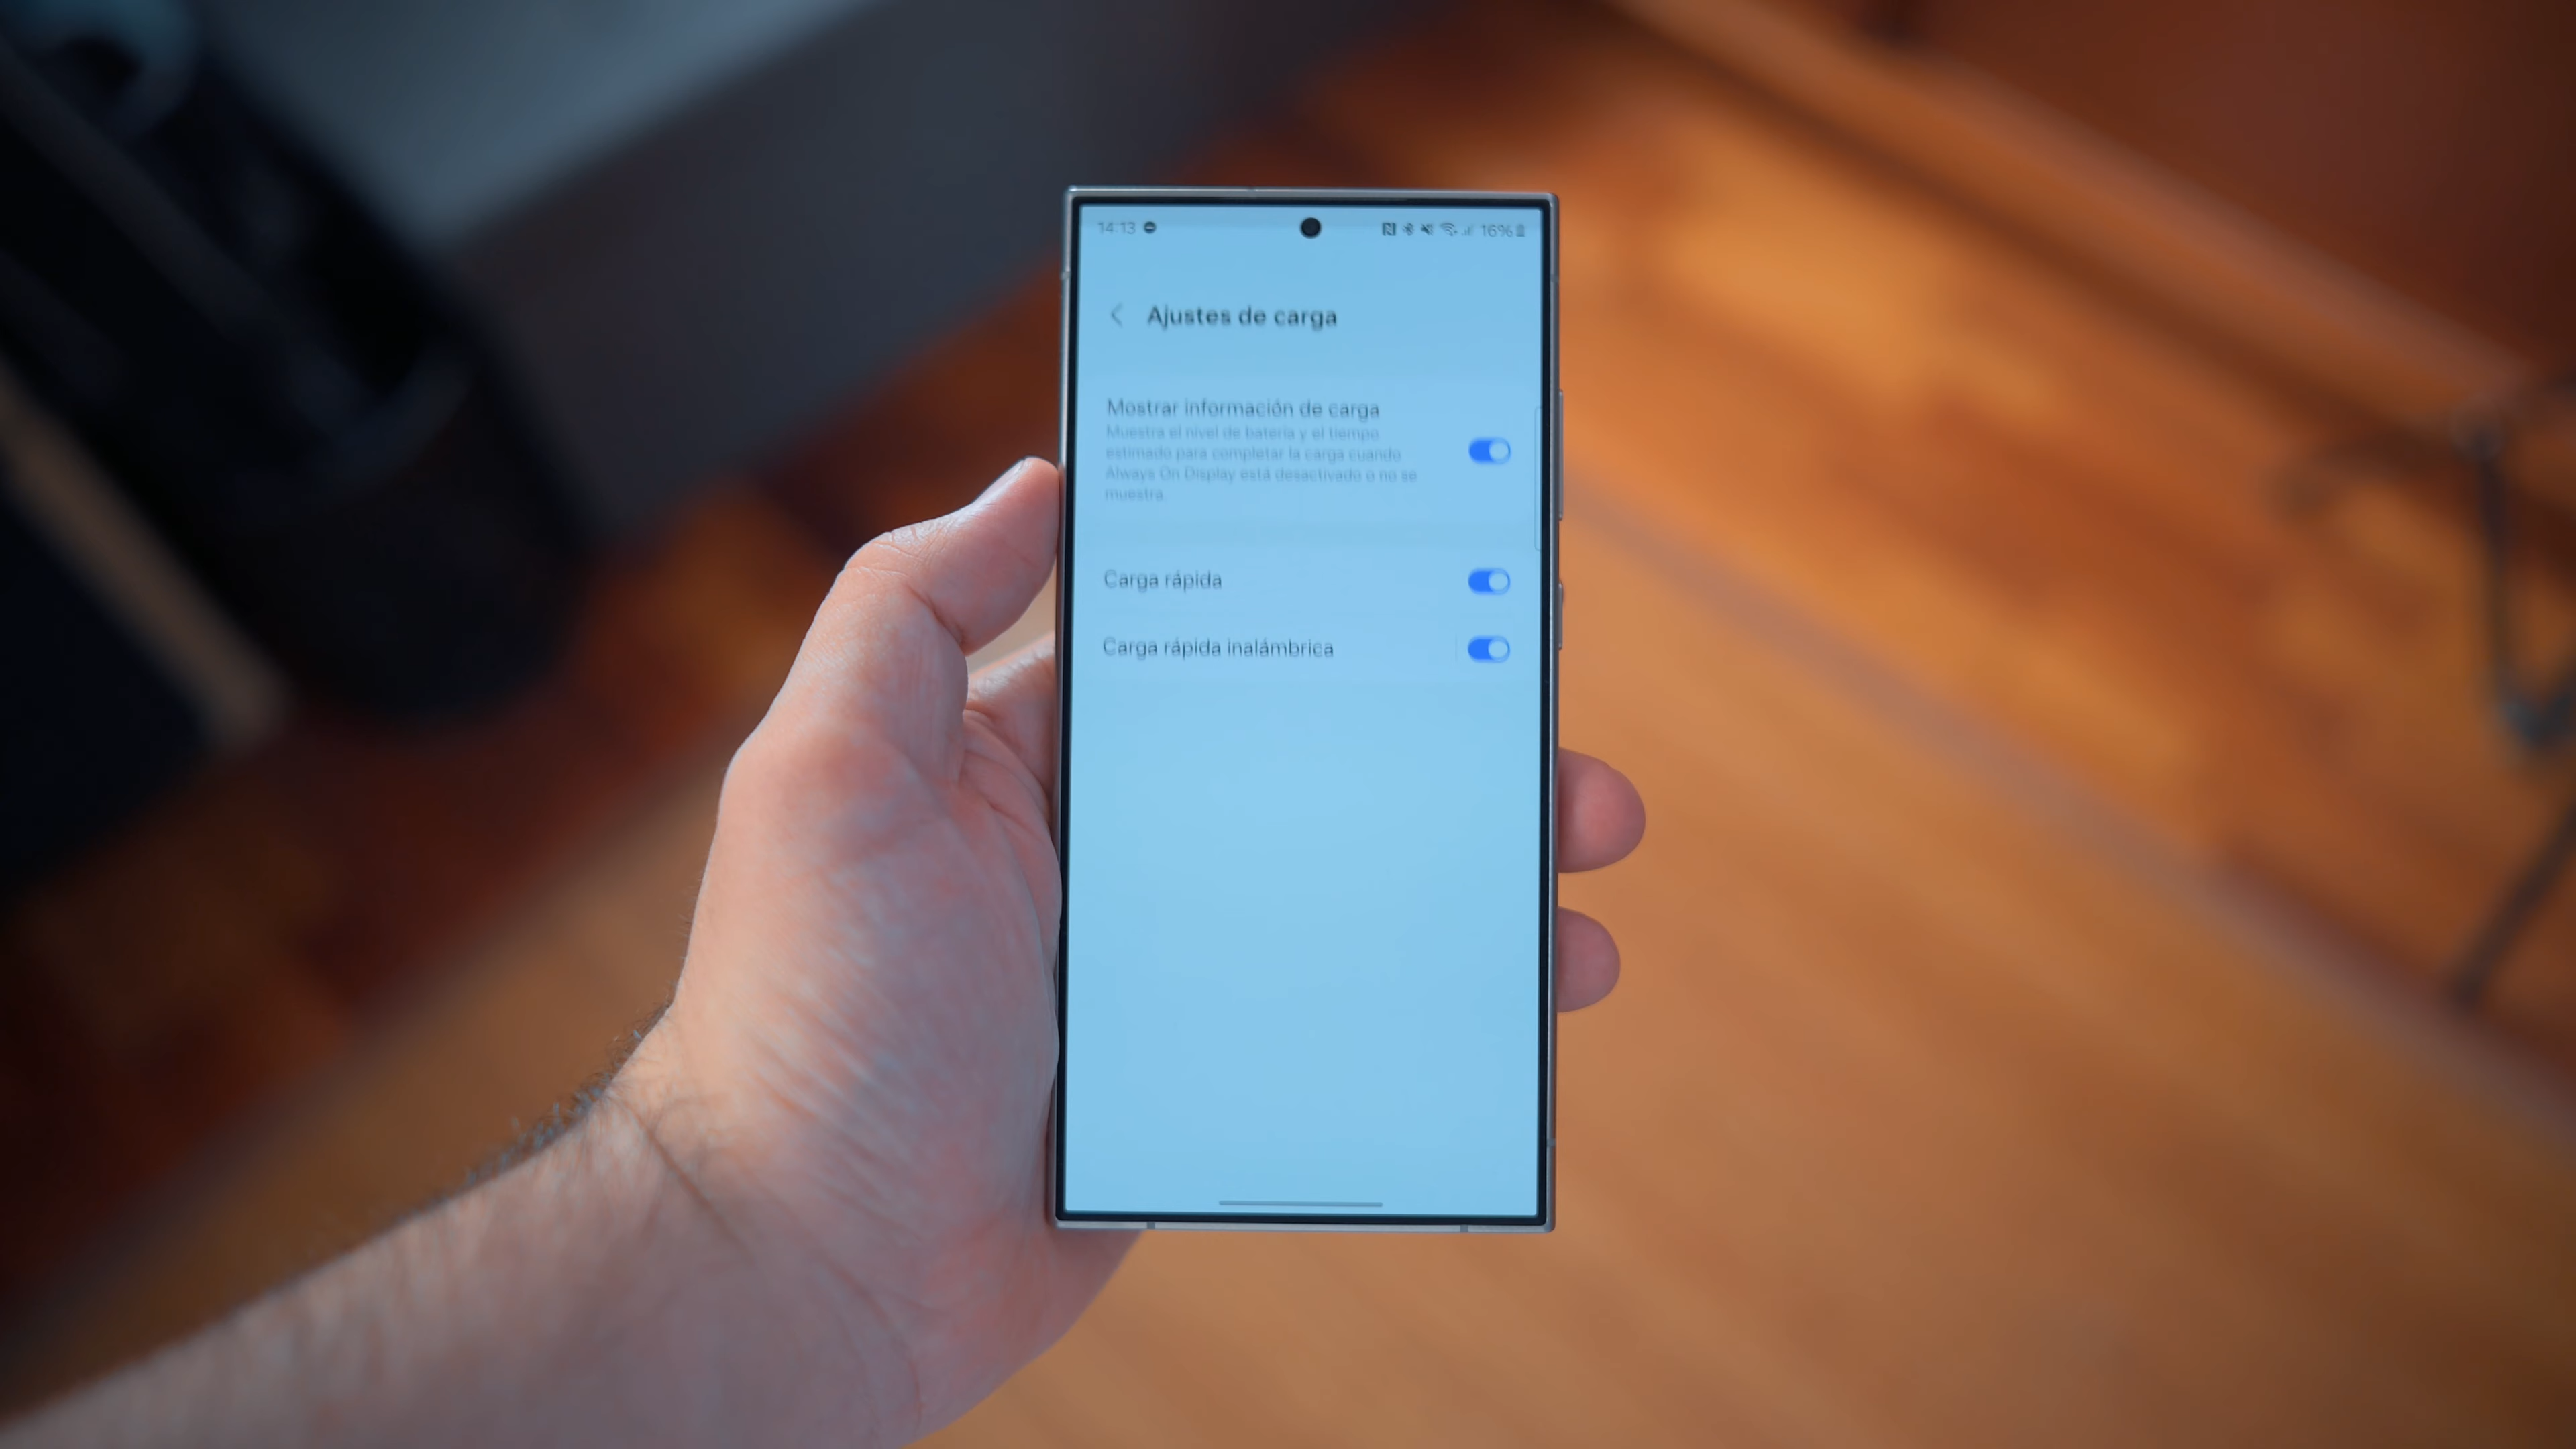 14:13
16%
Ajustes de carga
Mostrar información de carga
Muestra el nivel de batería y el tiempo
estimado para completar la carga cuando
Always On Display está desactivado o no se
muestra.
Carga rápida
Carga rápida inalámbrica